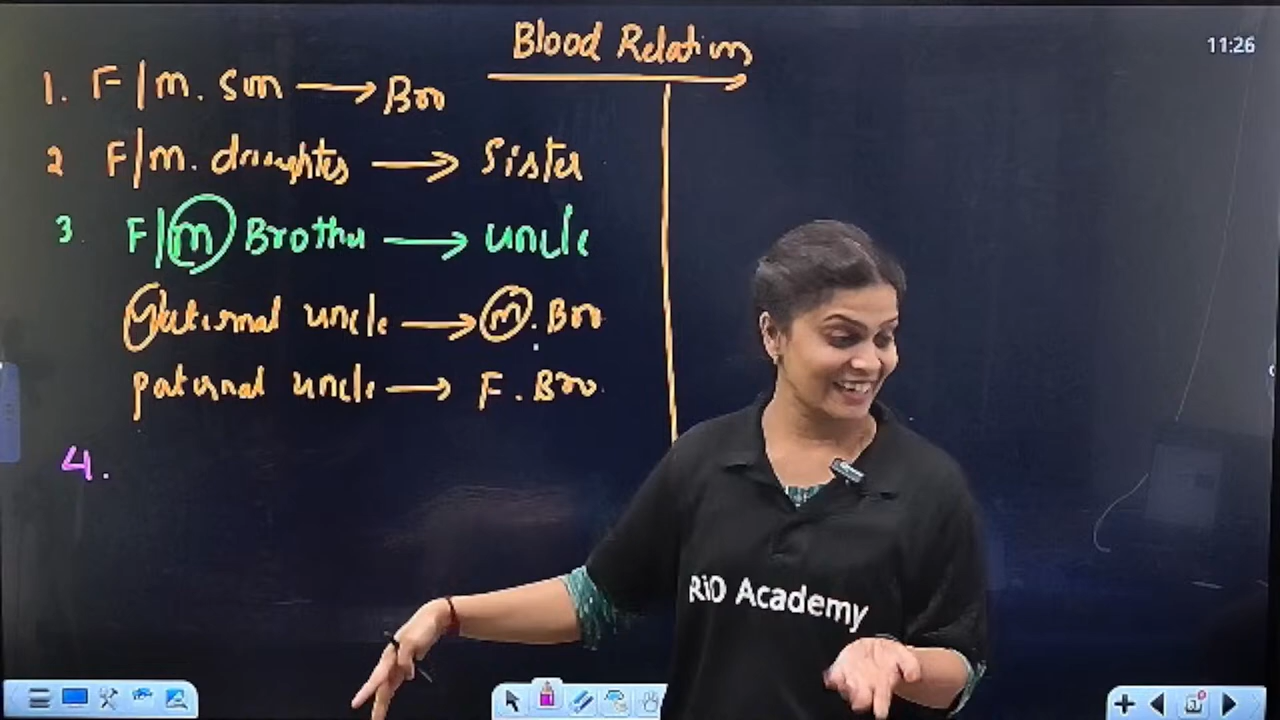 Blood Relation
11:26
1. F/m. Son → Bro
2 F/m. daughter → Sister
3. F/m Brother → uncle
Maternal uncle → m. Bro
paternal uncle → F. Bro.
4.
RiO Academy